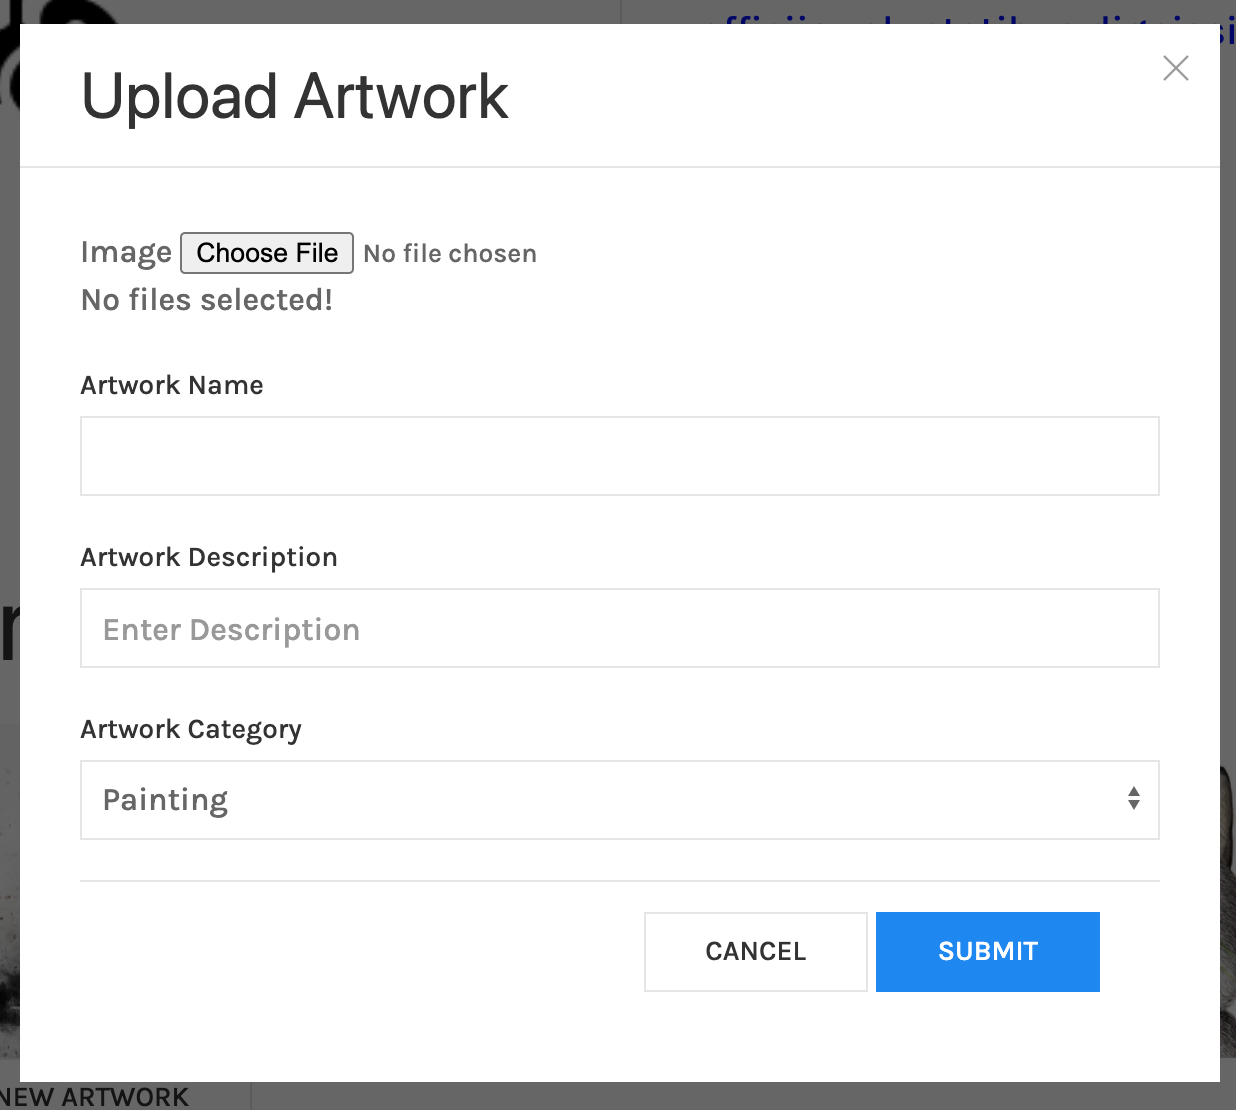 Upload Artwork
Image Choose File No file chosen
No files selected!
Artwork Name
Artwork Description
Enter Description
Artwork Category
Painting
CANCEL SUBMIT
NEW ARTWORK